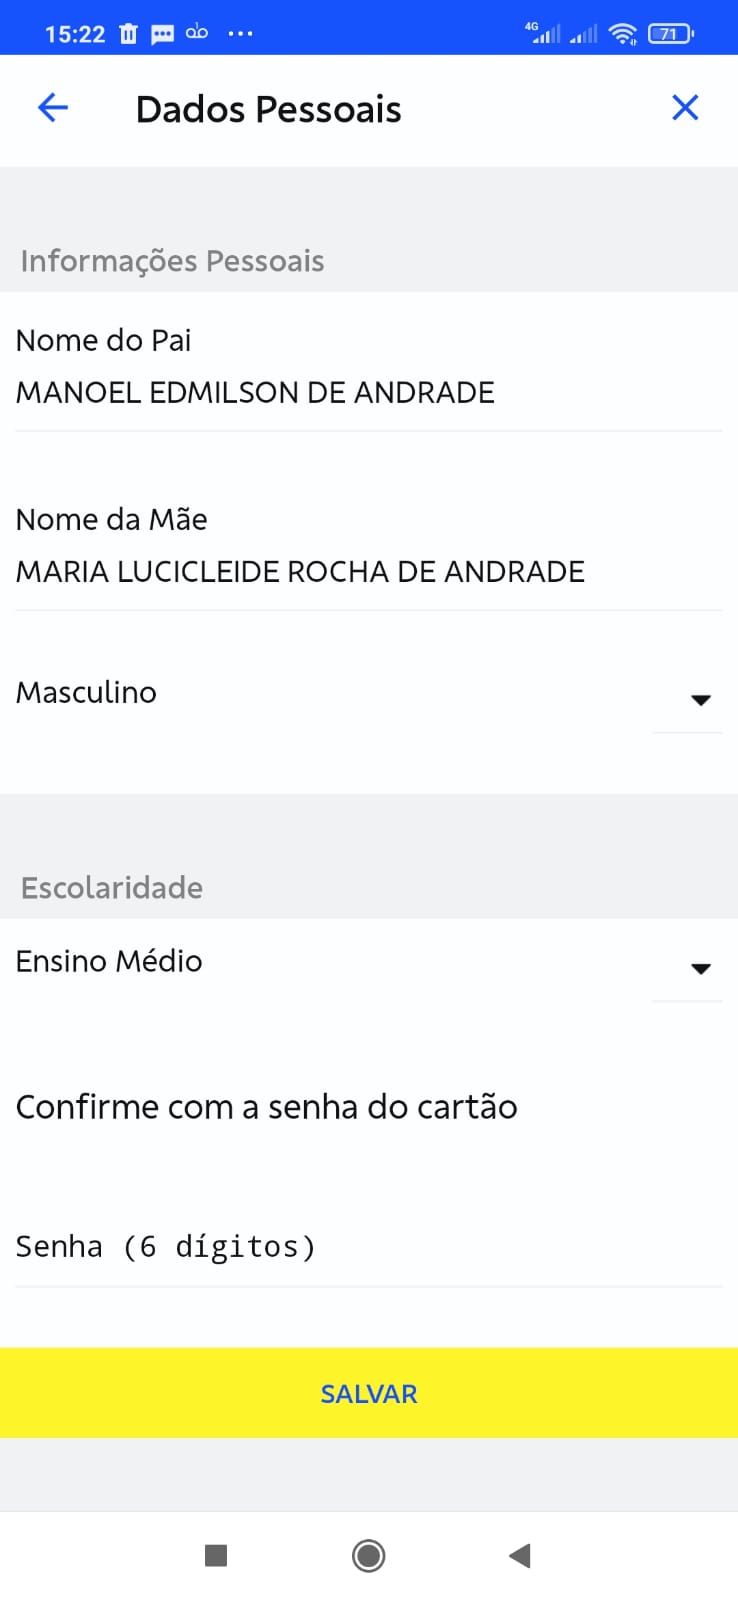 15:22
4G
71
Dados Pessoais
Informações Pessoais
Nome do Pai
MANOEL EDMILSON DE ANDRADE
Nome da Mãe
MARIA LUCICLEIDE ROCHA DE ANDRADE
Masculino
Escolaridade
Ensino Médio
Confirme com a senha do cartão
Senha (6 dígitos)
SALVAR